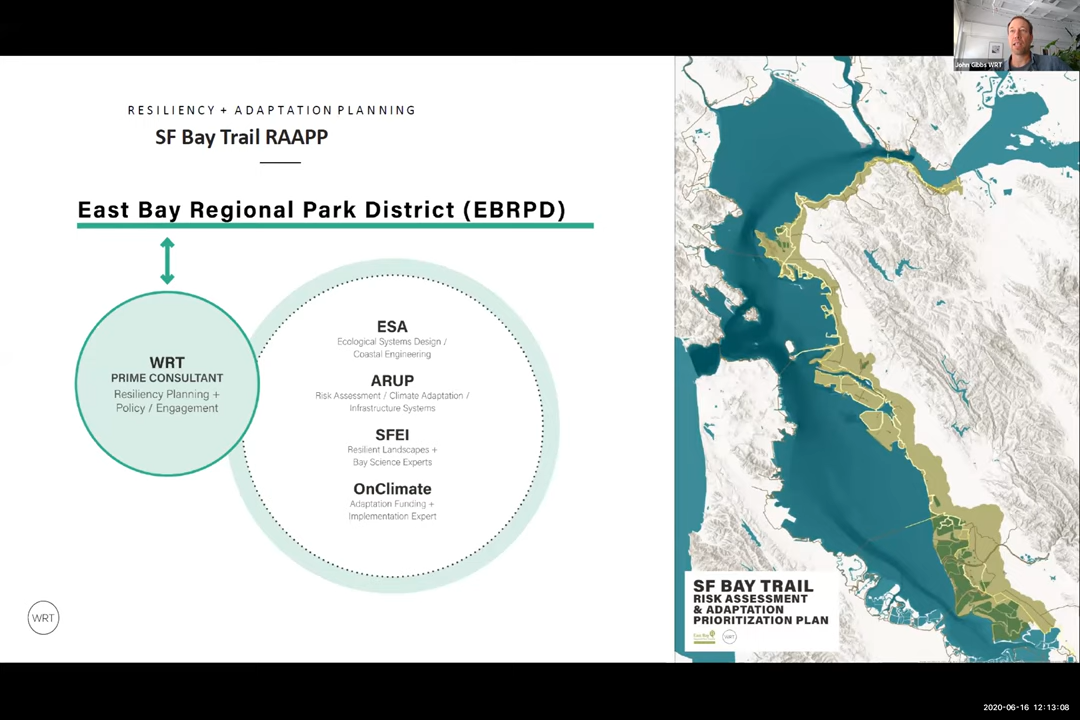 John Gibbs WRT
RESILIENCY + ADAPTATION PLANNING
SF Bay Trail RAAPP
East Bay Regional Park District (EBRPD)
WRT
PRIME CONSULTANT
Resiliency Planning +
Policy / Engagement
ESA
Ecological Systems Design /
Coastal Engineering
ARUP
Risk Assessment / Climate Adaptation /
Infrastructure Systems
SFEI
Resilient Landscapes +
Bay Science Experts
OnClimate
Adaptation Funding +
Implementation Expert
WRT
SF BAY TRAIL
RISK ASSESSMENT
& ADAPTATION
PRIORITIZATION PLAN
WRT
2020-06-16 12:13:08